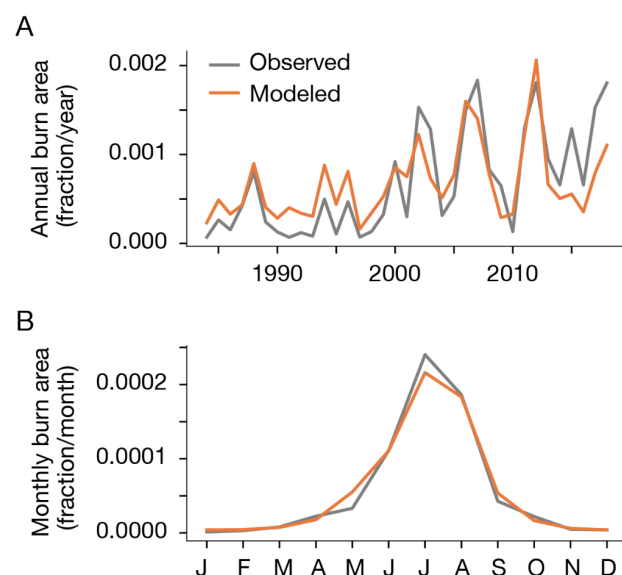 A
Annual burn area
(fraction/year)
0.002
0.001
0.000
Observed
Modeled
1990 2000 2010
B
Monthly burn area
(fraction/month)
0.0002
0.0001
0.0000
J F M A M J J A S O N D